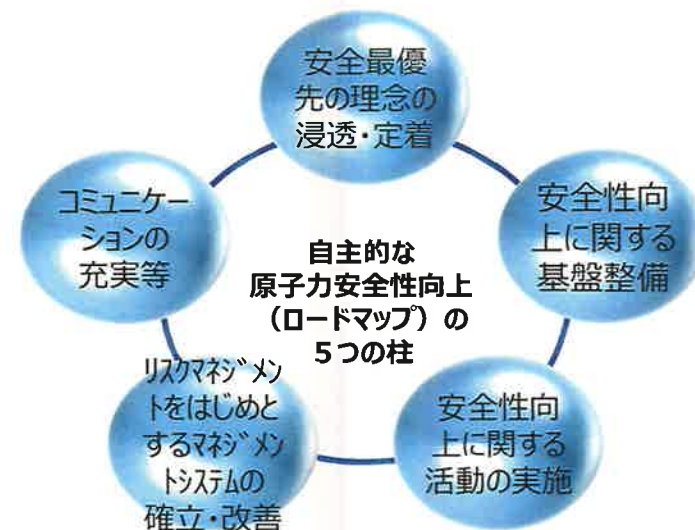 安全最優
先の理念の
浸透・定着
安全性向
上に関する
基盤整備
安全性向
上に関する
活動の実施
リスクマネジメン
トをはじめと
するマネジメン
トシステムの
確立・改善
コミュニケー
ションの
充実等
自主的な
原子力安全性向上
（ロードマップ）の
５つの柱